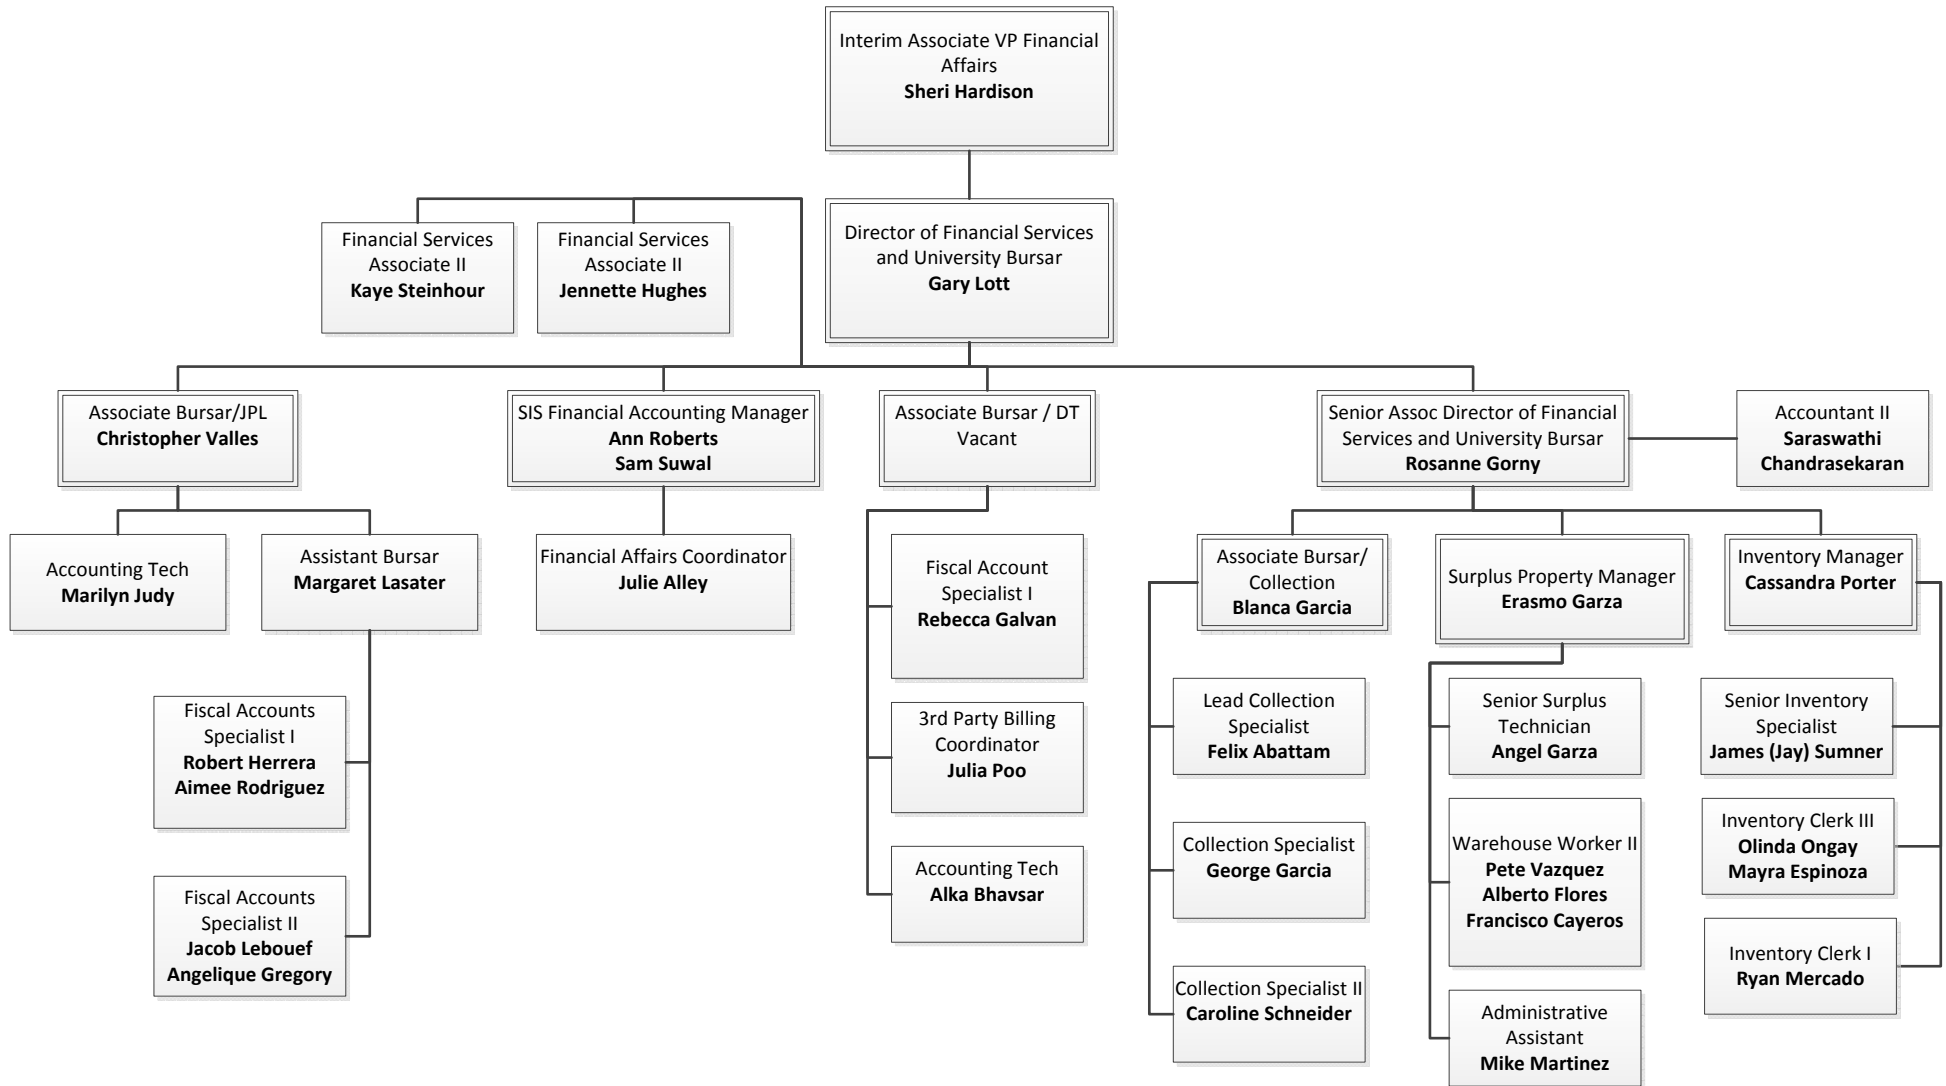 Interim Associate VP Financial
Affairs
Sheri Hardison
Financial Services
Associate II
Kaye Steinhour
Financial Services
Associate II
Jennette Hughes
Director of Financial Services
and University Bursar
Gary Lott
Associate Bursar/JPL
Christopher Valles
SIS Financial Accounting Manager
Ann Roberts
Sam Suwal
Associate Bursar / DT
Vacant
Senior Assoc Director of Financial
Services and University Bursar
Rosanne Gorny
Accountant II
Saraswathi
Chandrasekaran
Accounting Tech
Marilyn Judy
Assistant Bursar
Margaret Lasater
Financial Affairs Coordinator
Julie Alley
Fiscal Account
Specialist I
Rebecca Galvan
Associate Bursar/
Collection
Blanca Garcia
Surplus Property Manager
Erasmo Garza
Inventory Manager
Cassandra Porter
Fiscal Accounts
Specialist I
Robert Herrera
Aimee Rodriguez
3rd Party Billing
Coordinator
Julia Poo
Lead Collection
Specialist
Felix Abattam
Senior Surplus
Technician
Angel Garza
Senior Inventory
Specialist
James (Jay) Sumner
Fiscal Accounts
Specialist II
Jacob Lebouef
Angelique Gregory
Accounting Tech
Alka Bhavsar
Collection Specialist
George Garcia
Warehouse Worker II
Pete Vazquez
Alberto Flores
Francisco Cayeros
Inventory Clerk III
Olinda Ongay
Mayra Espinoza
Inventory Clerk I
Ryan Mercado
Collection Specialist II
Caroline Schneider
Administrative
Assistant
Mike Martinez